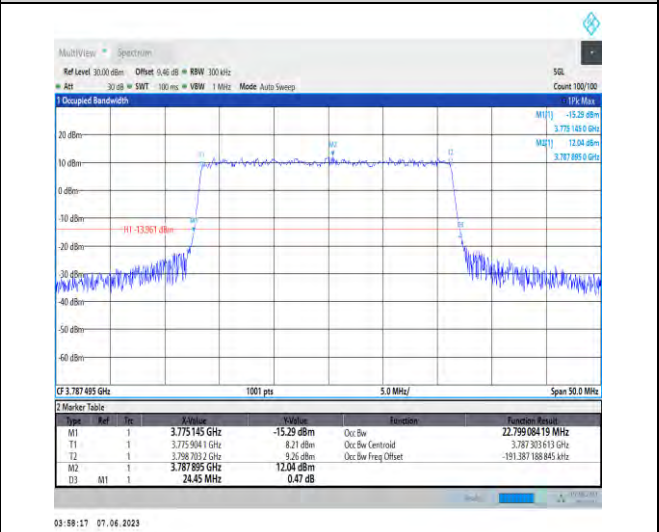 MultiView Spectrum
Ref Level 30.00 dBm Offset 9.46 dB RBW 300 kHz SGL
Att 30 dB SWT 100 ms VBW 1 MHz Mode Auto Sweep Count 100/100
1 Occupied Bandwidth 1Pk Max
M1[1] -15.29 dBm
3.775 145 0 GHz
M2[1] 12.04 dBm
3.787 895 0 GHz
20 dBm
M2
T1 T2
10 dBm
0 dBm
-10 dBm
M1 D3
H1 -13.961 dBm
-20 dBm
-30 dBm
-40 dBm
-50 dBm
-60 dBm
CF 3.787 495 GHz 1001 pts 5.0 MHz/ Span 50.0 MHz
2 Marker Table
Type Ref Trc X-Value Y-Value Function Function Result
M1 1 3.775 145 GHz -15.29 dBm Occ Bw 22.799 084 19 MHz
T1 1 3.775 904 1 GHz 8.21 dBm Occ Bw Centroid 3.787 303 613 GHz
T2 1 3.798 703 2 GHz 9.26 dBm Occ Bw Freq Offset -191.387 188 845 kHz
M2 1 3.787 895 GHz 12.04 dBm
D3 M1 1 24.45 MHz 0.47 dB
03:58:17 07.06.2023